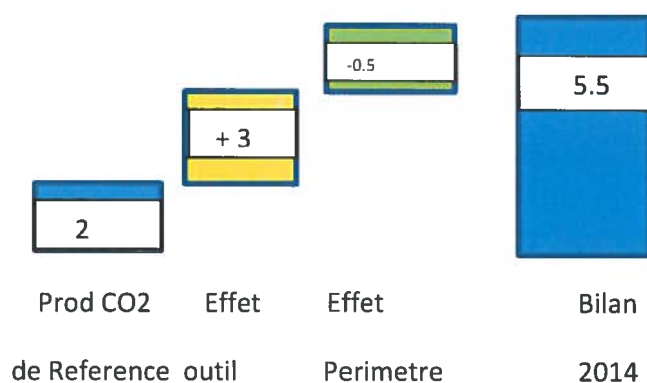 -0.5
5.5
+ 3
2
Prod CO2 Effet Effet Bilan
de Reference outil Perimetre 2014